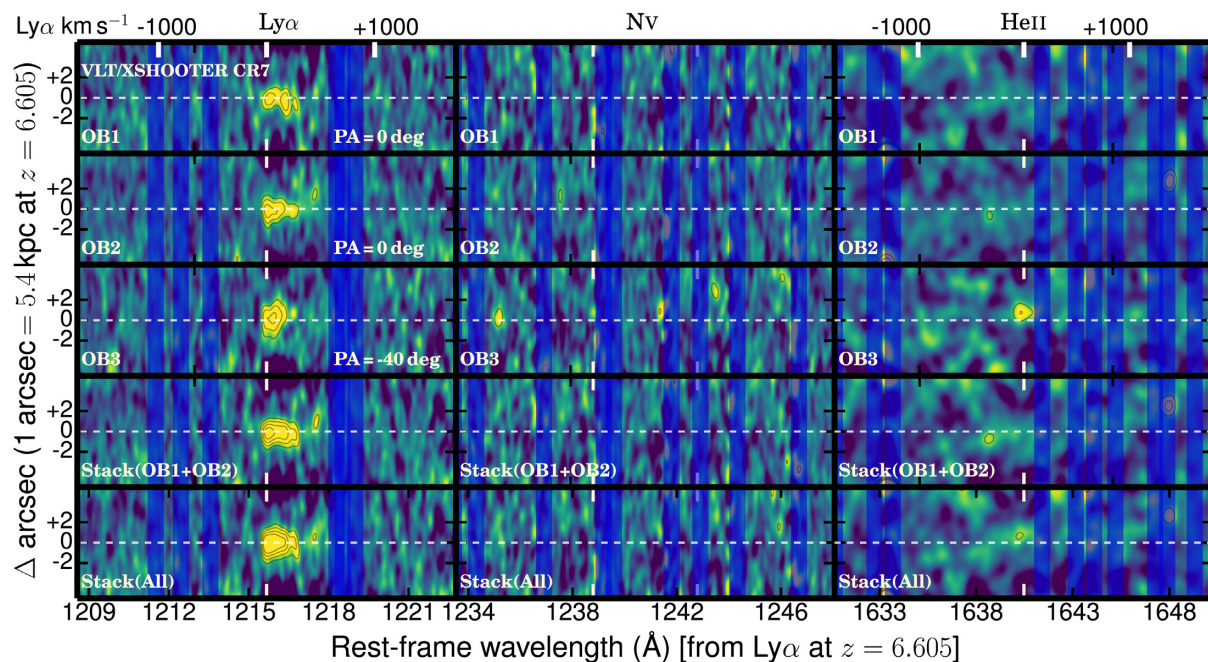 Lyα km s⁻¹ -1000 Lyα +1000 NV -1000 HeII +1000
Δ arcsec (1 arcsec = 5.4 kpc at z = 6.605)
VLT/XSHOOTER CR7
+2
0
-2
OB1 PA = 0 deg OB1 OB1
+2
0
-2
OB2 PA = 0 deg OB2 OB2
+2
0
-2
OB3 PA = -40 deg OB3 OB3
+2
0
-2
Stack(OB1+OB2) Stack(OB1+OB2) Stack(OB1+OB2)
+2
0
-2
Stack(All) Stack(All) Stack(All)
1209 1212 1215 1218 1221 1234 1238 1242 1246 1633 1638 1643 1648
Rest-frame wavelength (Å) [from Lyα at z = 6.605]